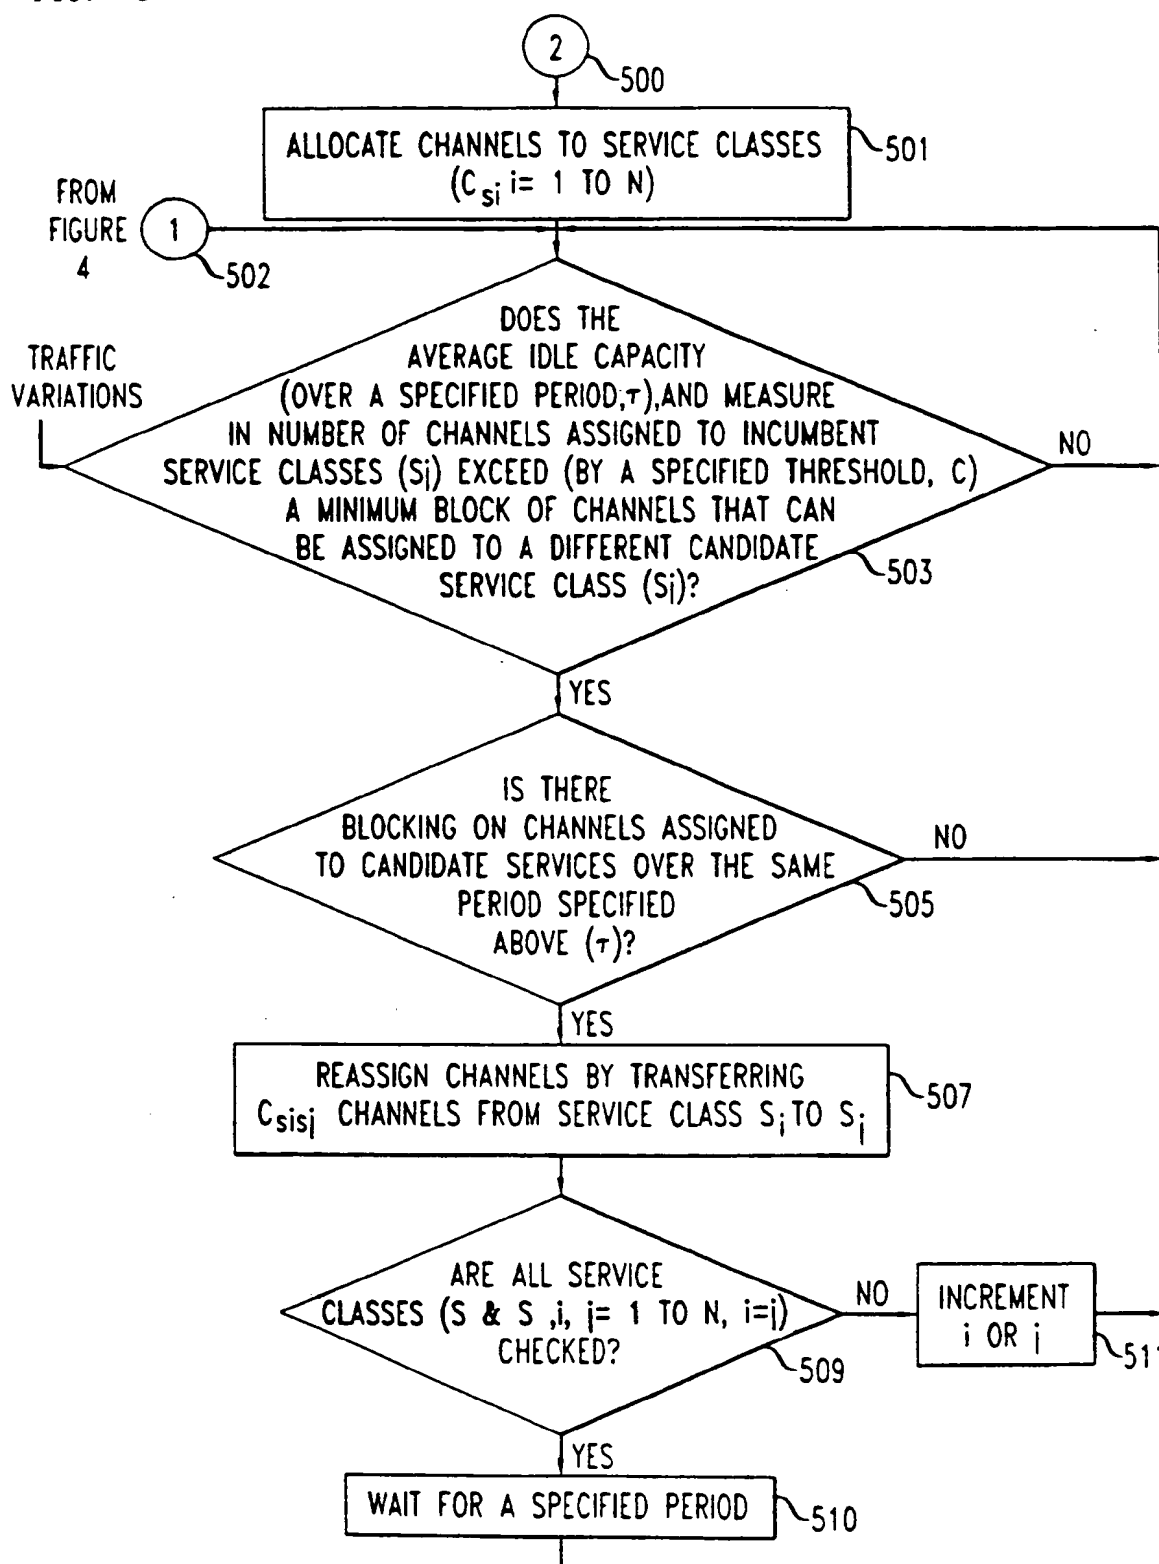 2
500
ALLOCATE CHANNELS TO SERVICE CLASSES
(C_si i= 1 TO N)
501
FROM
FIGURE
4
1
502
TRAFFIC
VARIATIONS
DOES THE
AVERAGE IDLE CAPACITY
(OVER A SPECIFIED PERIOD,τ),AND MEASURE
IN NUMBER OF CHANNELS ASSIGNED TO INCUMBENT
SERVICE CLASSES (Si) EXCEED (BY A SPECIFIED THRESHOLD, C)
A MINIMUM BLOCK OF CHANNELS THAT CAN
BE ASSIGNED TO A DIFFERENT CANDIDATE
SERVICE CLASS (Sj)?
NO
503
YES
IS THERE
BLOCKING ON CHANNELS ASSIGNED
TO CANDIDATE SERVICES OVER THE SAME
PERIOD SPECIFIED
ABOVE (τ)?
NO
505
YES
REASSIGN CHANNELS BY TRANSFERRING
C_sisj CHANNELS FROM SERVICE CLASS S_i TO S_j
507
ARE ALL SERVICE
CLASSES (S & S ,i, j= 1 TO N, i=j)
CHECKED?
NO
509
INCREMENT
i OR j
511
YES
WAIT FOR A SPECIFIED PERIOD
510